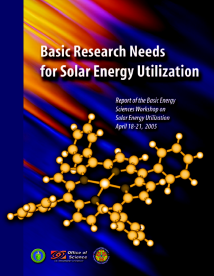 Basic Research Needs
for Solar Energy Utilization
Report of the Basic Energy
Sciences Workshop on
Solar Energy Utilization
April 18-21, 2005
Office of
Science